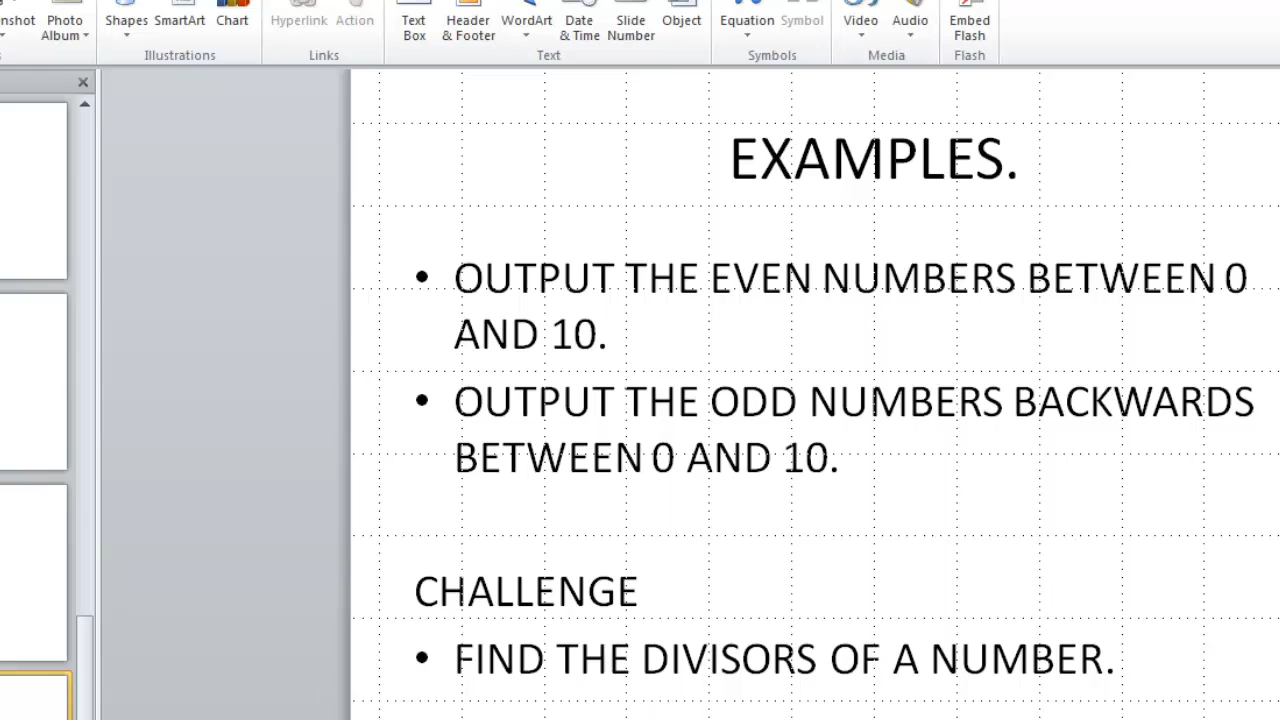 nshot Photo Album Shapes SmartArt Chart Hyperlink Action Text Box Header & Footer WordArt Date & Time Slide Number Object Equation Symbol Video Audio Embed Flash
s Illustrations Links Text Symbols Media Flash
EXAMPLES.
• OUTPUT THE EVEN NUMBERS BETWEEN 0
AND 10.
• OUTPUT THE ODD NUMBERS BACKWARDS
BETWEEN 0 AND 10.
CHALLENGE
• FIND THE DIVISORS OF A NUMBER.